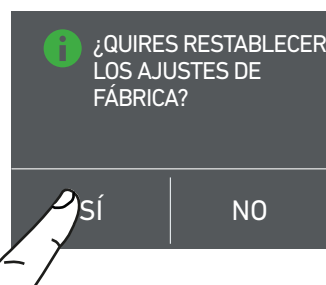 ¿QUIRES RESTABLECER
LOS AJUSTES DE
FÁBRICA?
SÍ
NO